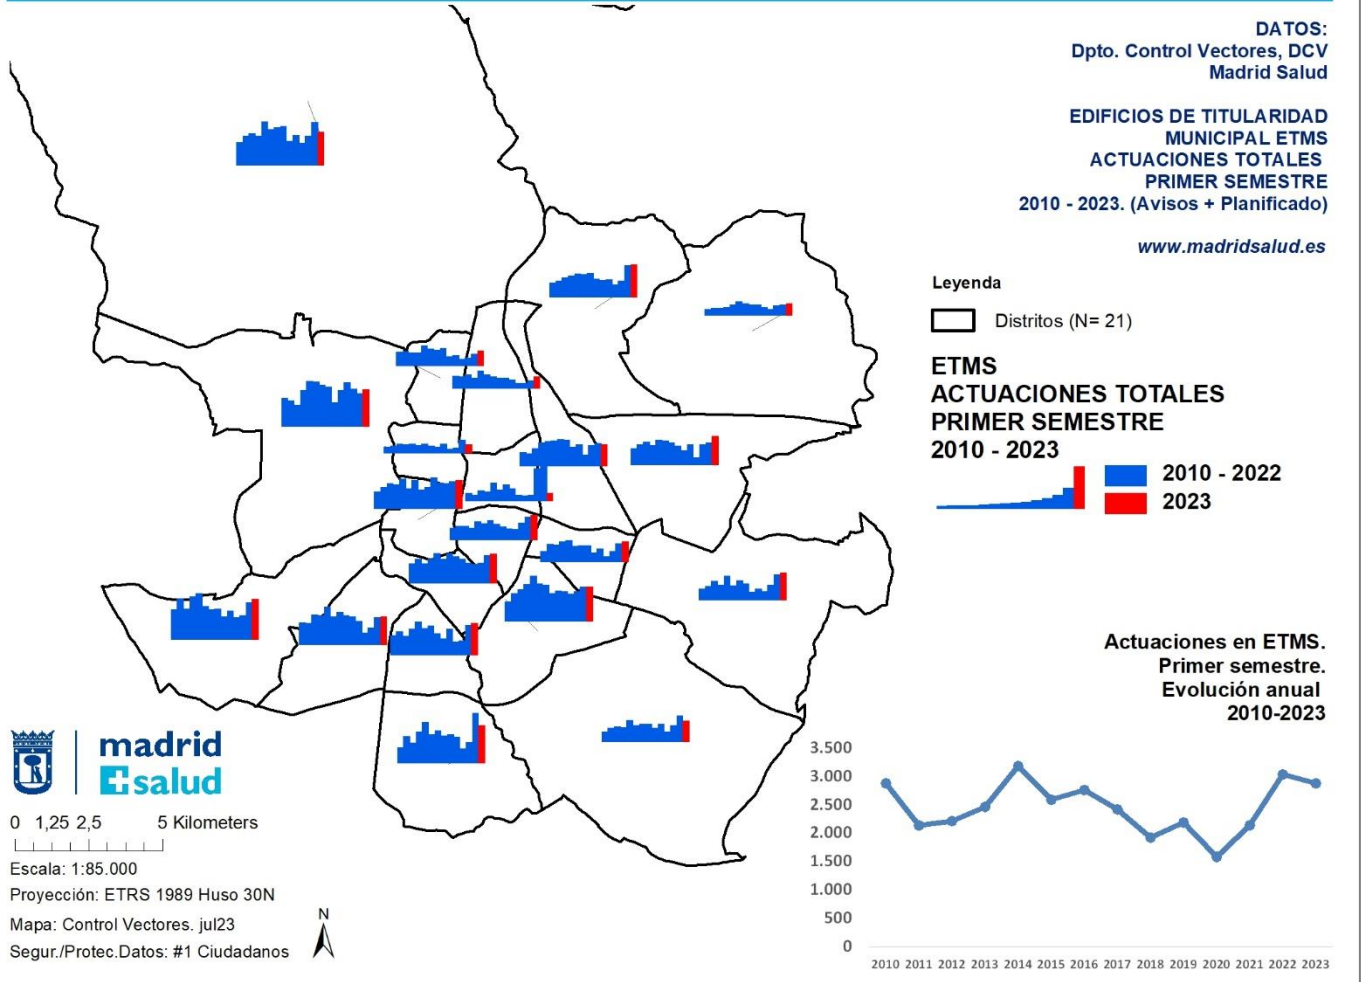 DATOS:
Dpto. Control Vectores, DCV
Madrid Salud
EDIFICIOS DE TITULARIDAD
MUNICIPAL ETMS
ACTUACIONES TOTALES
PRIMER SEMESTRE
2010 - 2023. (Avisos + Planificado)
www.madridsalud.es
Leyenda
Distritos (N= 21)
ETMS
ACTUACIONES TOTALES
PRIMER SEMESTRE
2010 - 2023
2010 - 2022
2023
Actuaciones en ETMS.
Primer semestre.
Evolución anual
2010-2023
3.500
3.000
2.500
2.000
1.500
1.000
500
0
2010 2011 2012 2013 2014 2015 2016 2017 2018 2019 2020 2021 2022 2023
madrid
salud
0 1,25 2,5 5 Kilometers
Escala: 1:85.000
Proyección: ETRS 1989 Huso 30N
Mapa: Control Vectores. jul23
Segur./Protec.Datos: #1 Ciudadanos
N